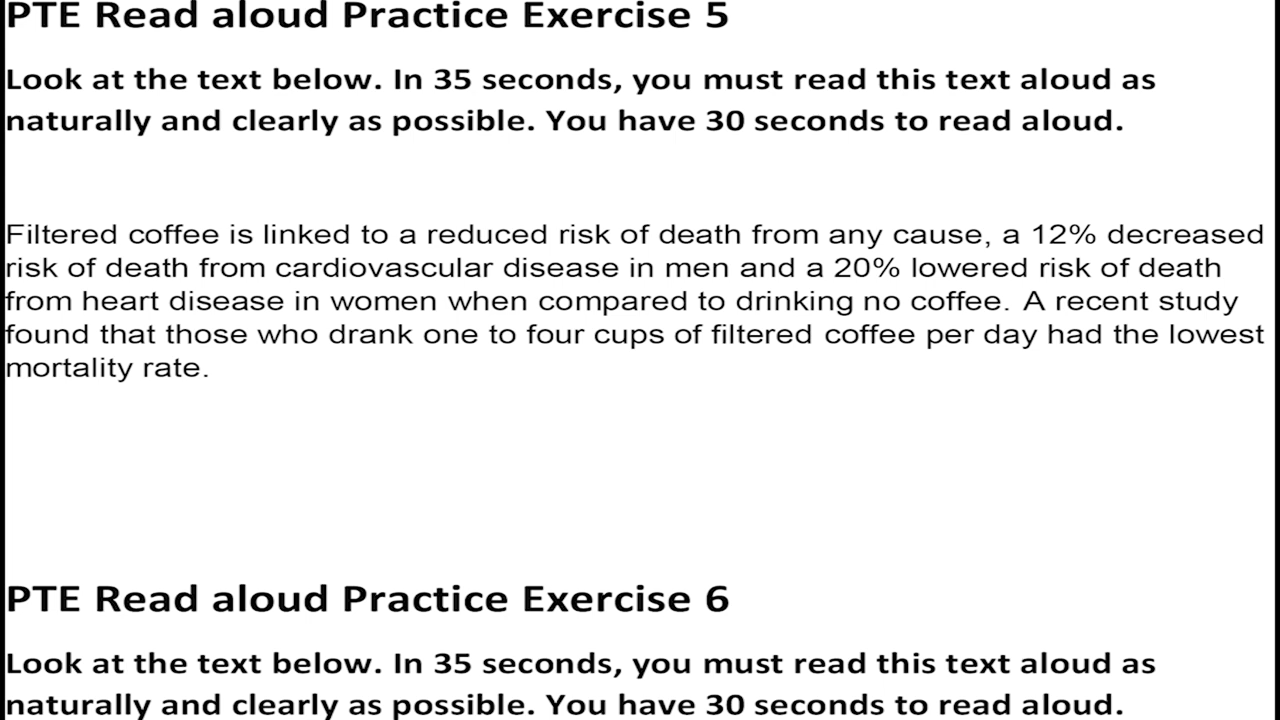 PTE Read aloud Practice Exercise 5
Look at the text below. In 35 seconds, you must read this text aloud as
naturally and clearly as possible. You have 30 seconds to read aloud.
Filtered coffee is linked to a reduced risk of death from any cause, a 12% decreased
risk of death from cardiovascular disease in men and a 20% lowered risk of death
from heart disease in women when compared to drinking no coffee. A recent study
found that those who drank one to four cups of filtered coffee per day had the lowest
mortality rate.
PTE Read aloud Practice Exercise 6
Look at the text below. In 35 seconds, you must read this text aloud as
naturally and clearly as possible. You have 30 seconds to read aloud.